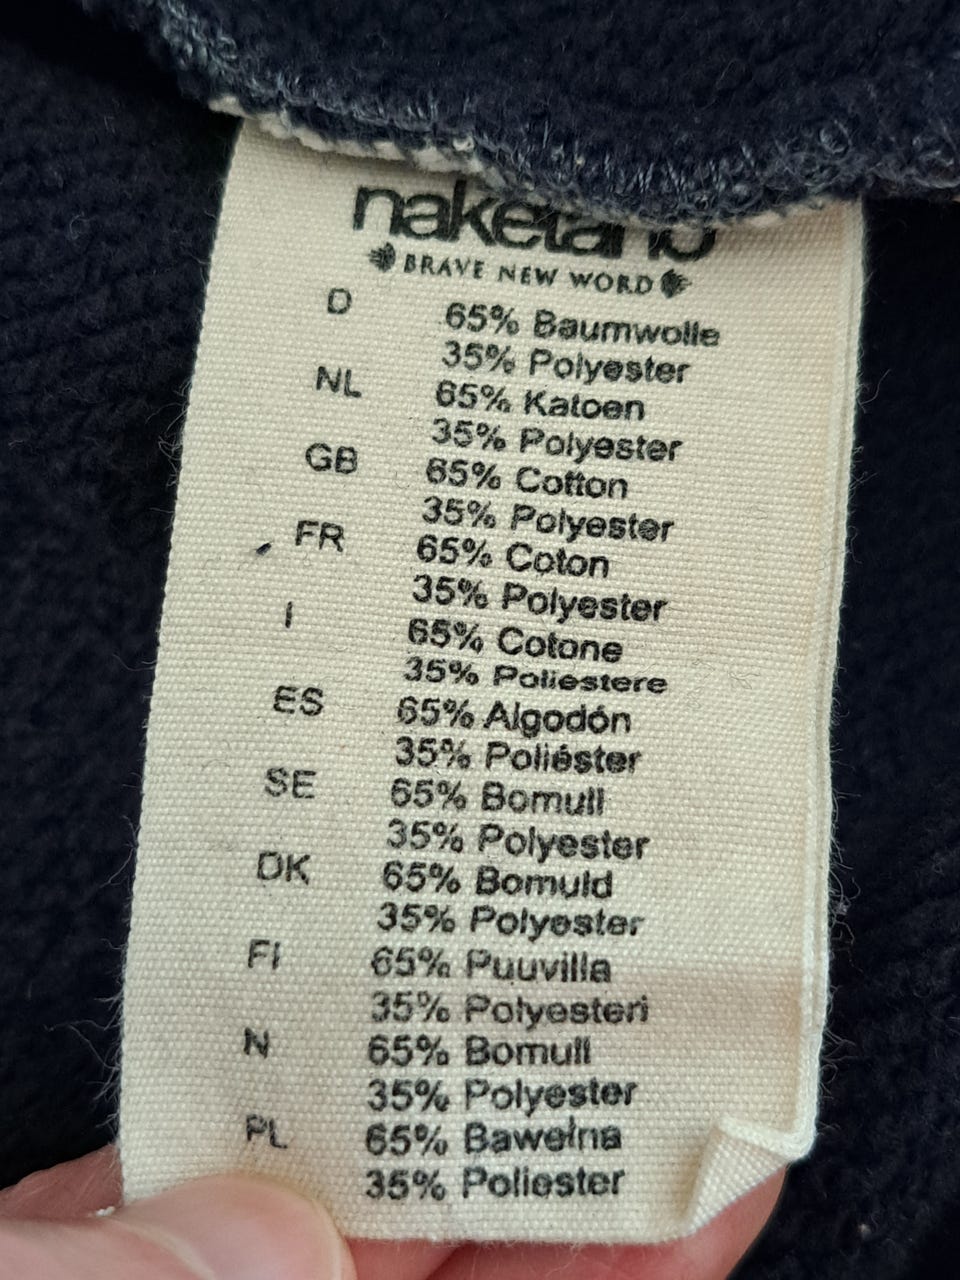 naketano
BRAVE NEW WORD
D 65% Baumwolle
35% Polyester
NL 65% Katoen
35% Polyester
GB 65% Cotton
35% Polyester
FR 65% Coton
35% Polyester
I 65% Cotone
35% Poliestere
ES 65% Algodón
35% Poliéster
SE 65% Bomull
35% Polyester
DK 65% Bomuld
35% Polyester
FI 65% Puuvilla
35% Polyesteri
N 65% Bomull
35% Polyester
PL 65% Bawełna
35% Poliester